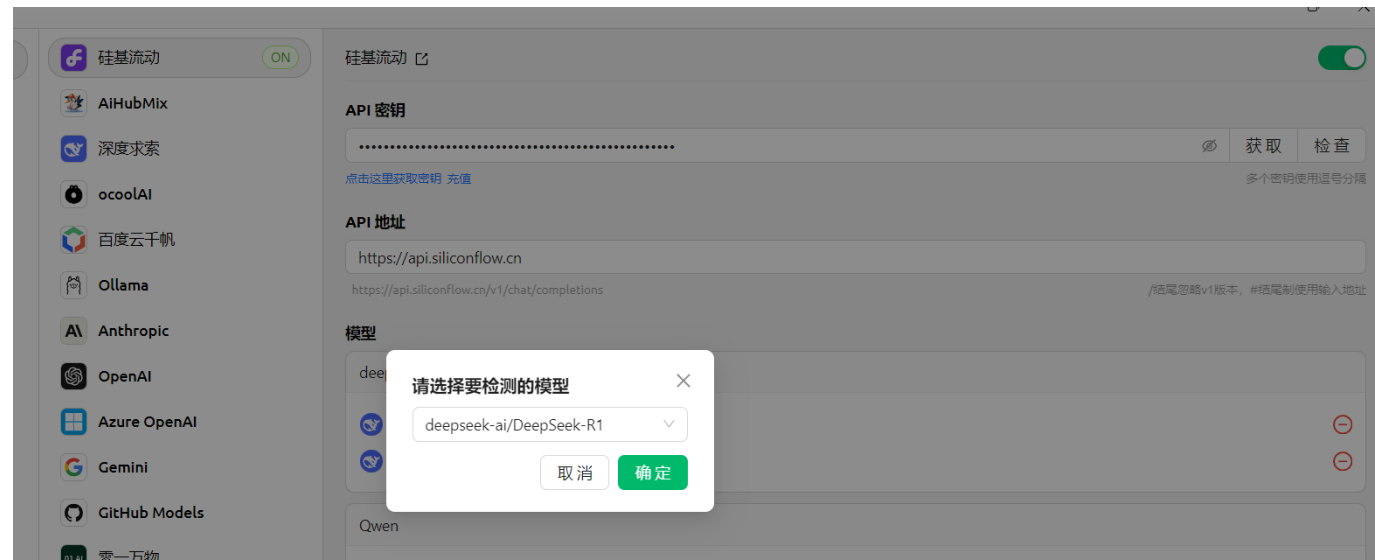 硅基流动 ON
AiHubMix
深度求索
ocoolAI
百度云千帆
Ollama
Anthropic
OpenAI
Azure OpenAI
Gemini
GitHub Models
零一万物
硅基流动
API 密钥
••••••••••••••••••••••••••••••••••••••••••••••••••• 获取 检查
点击这里获取密钥 充值 多个密钥使用逗号分隔
API 地址
https://api.siliconflow.cn
https://api.siliconflow.cn/v1/chat/completions /结尾忽略v1版本，#结尾制使用输入地址
模型
请选择要检测的模型
deepseek-ai/DeepSeek-R1
取消 确定
Qwen